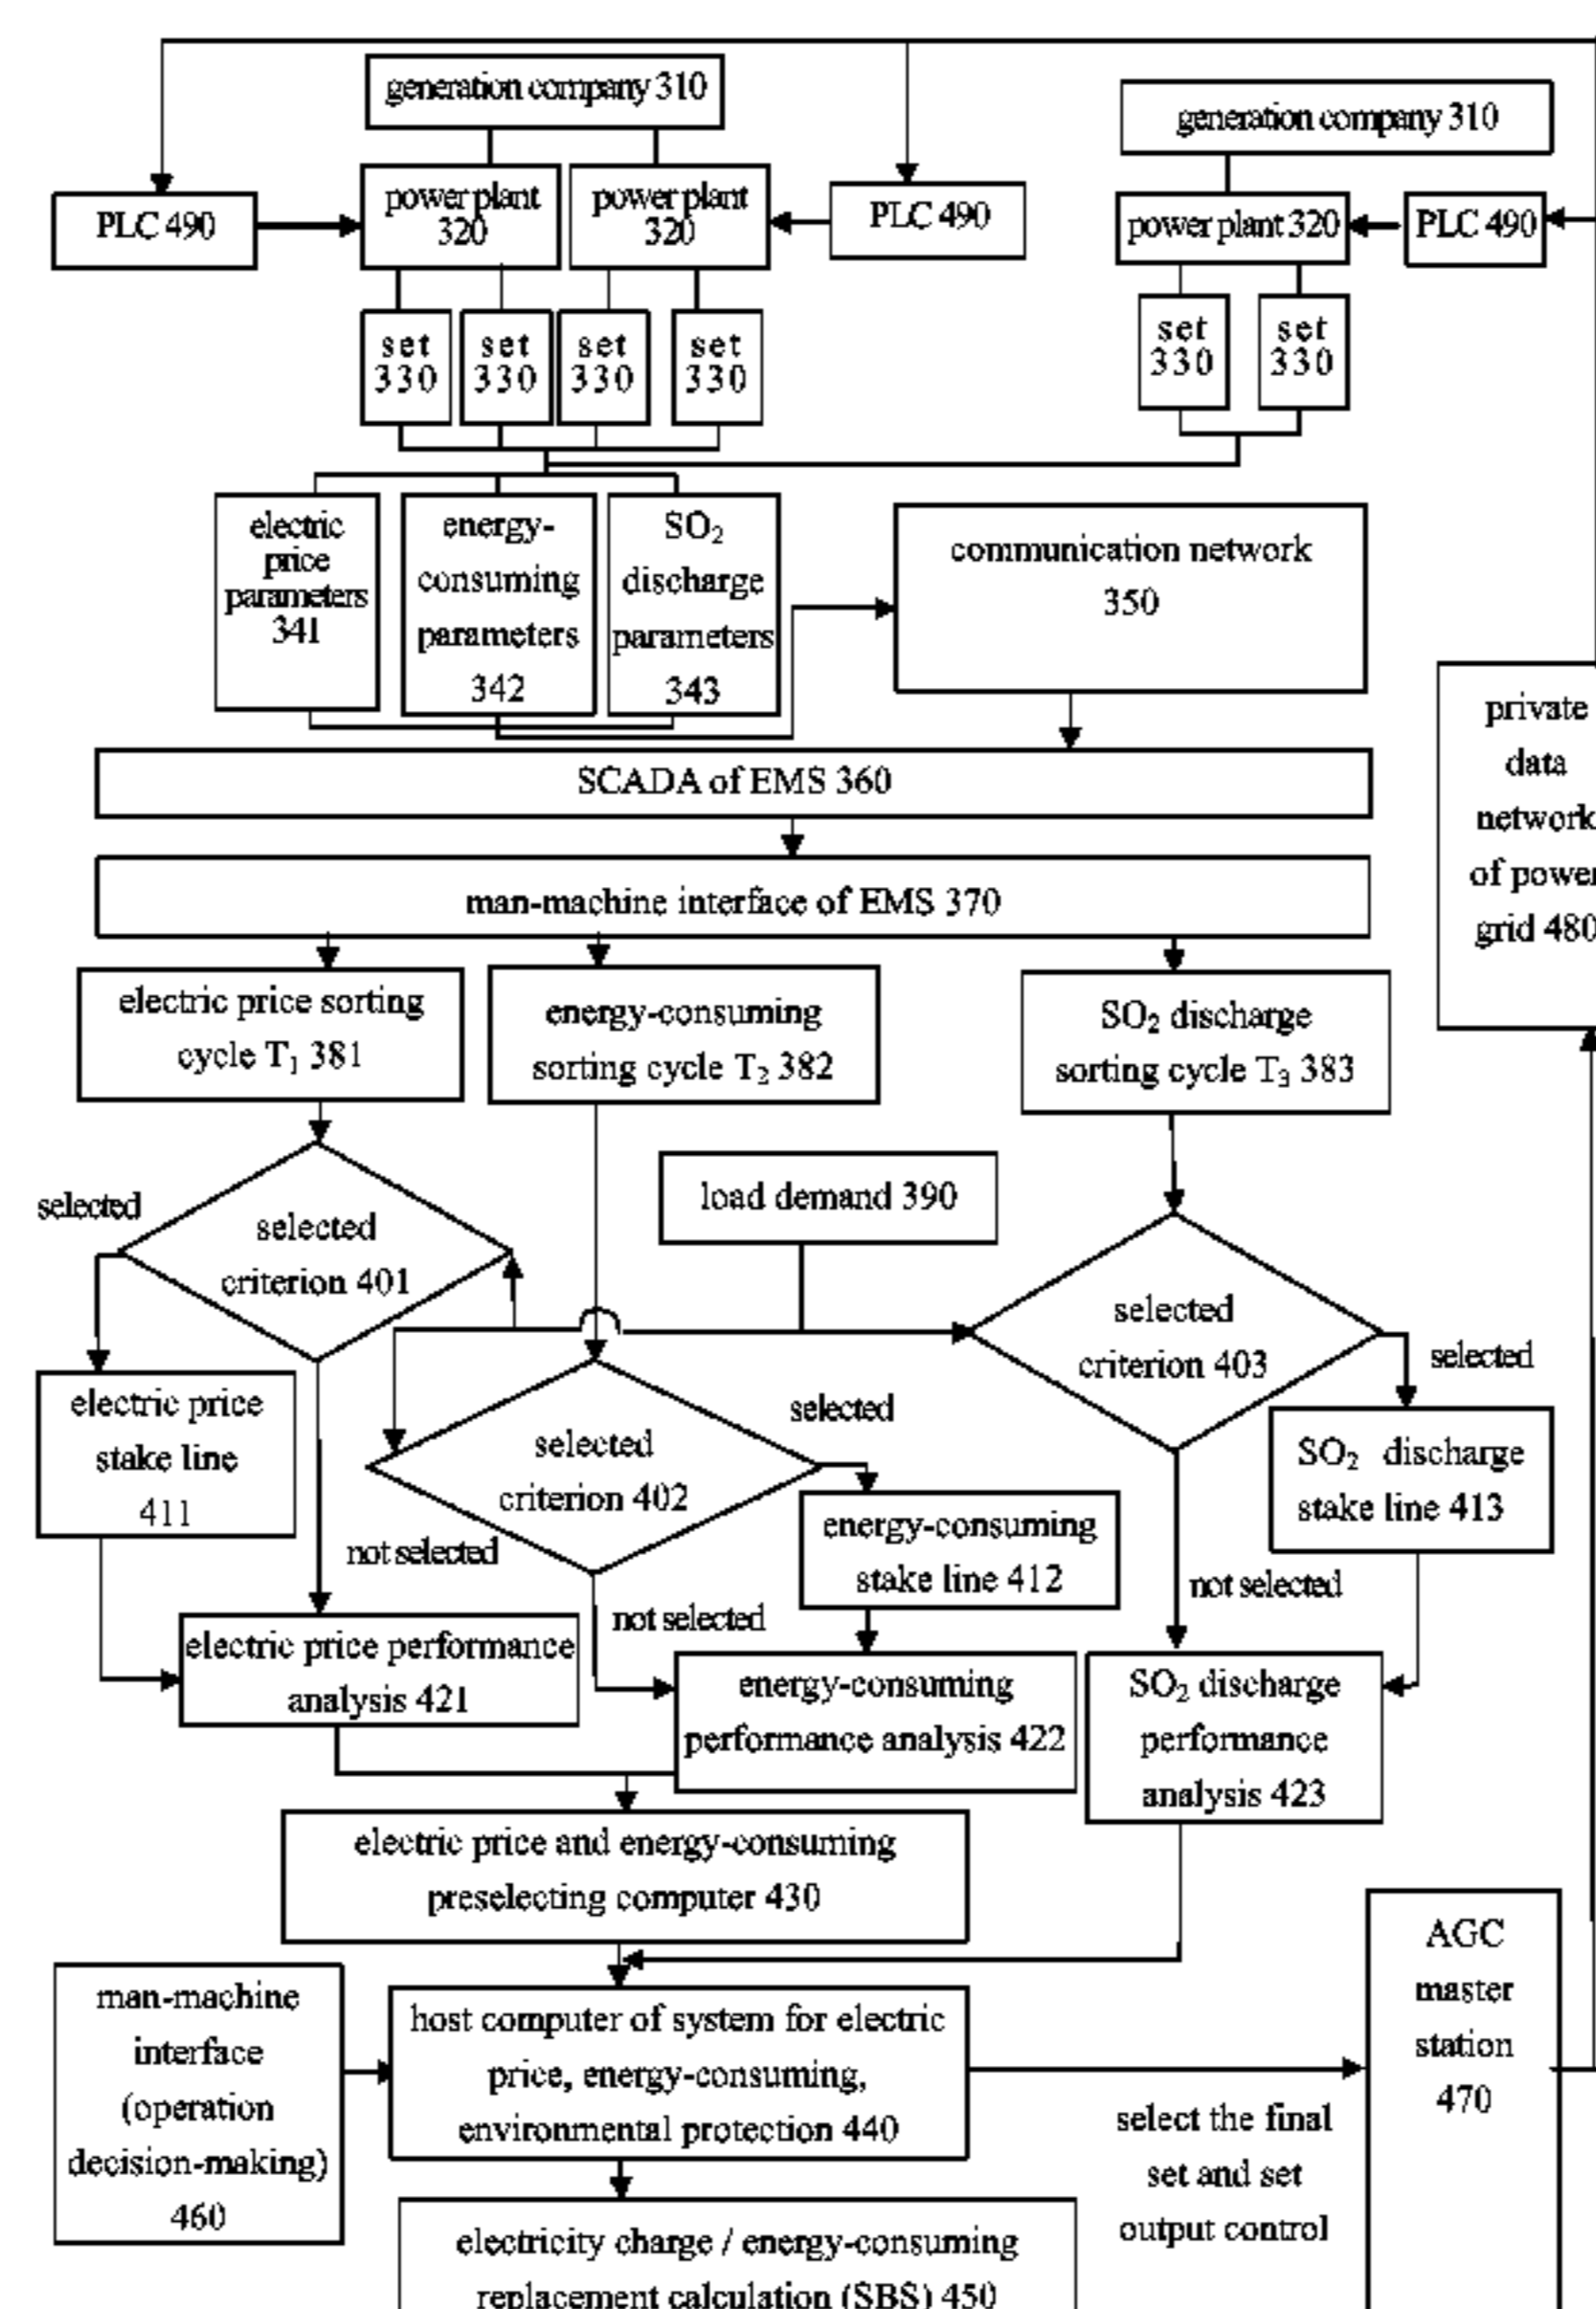 generation company 310
generation company 310
PLC 490
power plant
320
power plant
320
PLC 490
power plant 320
PLC 490
set
330
set
330
set
330
set
330
set
330
set
330
electric
price
parameters
341
energy-
consuming
parameters
342
SO₂
discharge
parameters
343
communication network
350
private
data
network
of power
grid 480
SCADA of EMS 360
man-machine interface of EMS 370
electric price sorting
cycle T₁ 381
energy-consuming
sorting cycle T₂ 382
SO₂ discharge
sorting cycle T₃ 383
load demand 390
selected
selected
criterion 401
selected
criterion 403
selected
electric price
stake line
411
selected
criterion 402
selected
SO₂ discharge
stake line 413
energy-consuming
stake line 412
not selected
not selected
not selected
electric price performance
analysis 421
energy-consuming
performance analysis 422
SO₂ discharge
performance
analysis 423
electric price and energy-consuming
preselecting computer 430
man-machine
interface
(operation
decision-making)
460
host computer of system for electric
price, energy-consuming,
environmental protection 440
select the final
set and set
output control
AGC
master
station
470
electricity charge / energy-consuming
replacement calculation (SBS) 450